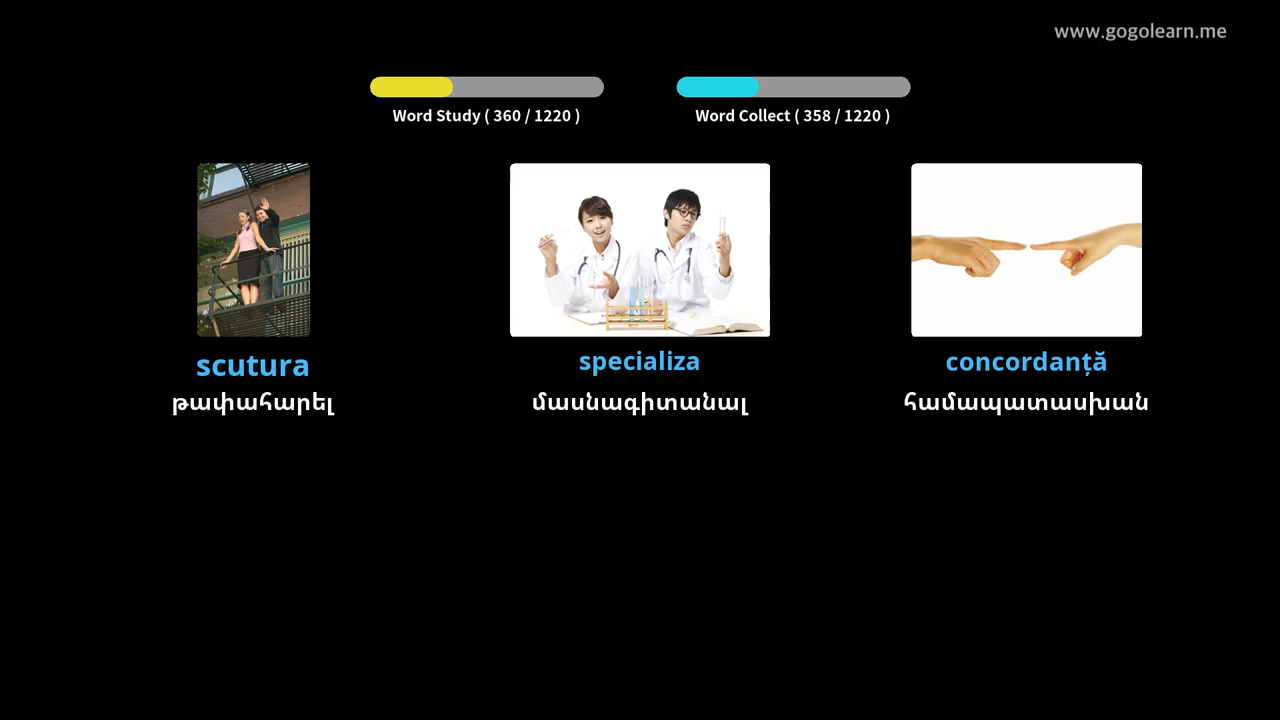 www.gogolearn.me
Word Study ( 360 / 1220 )
Word Collect ( 358 / 1220 )
scutura
specializa
concordanță
թափահարել
մասնագիտանալ
համապատասխան